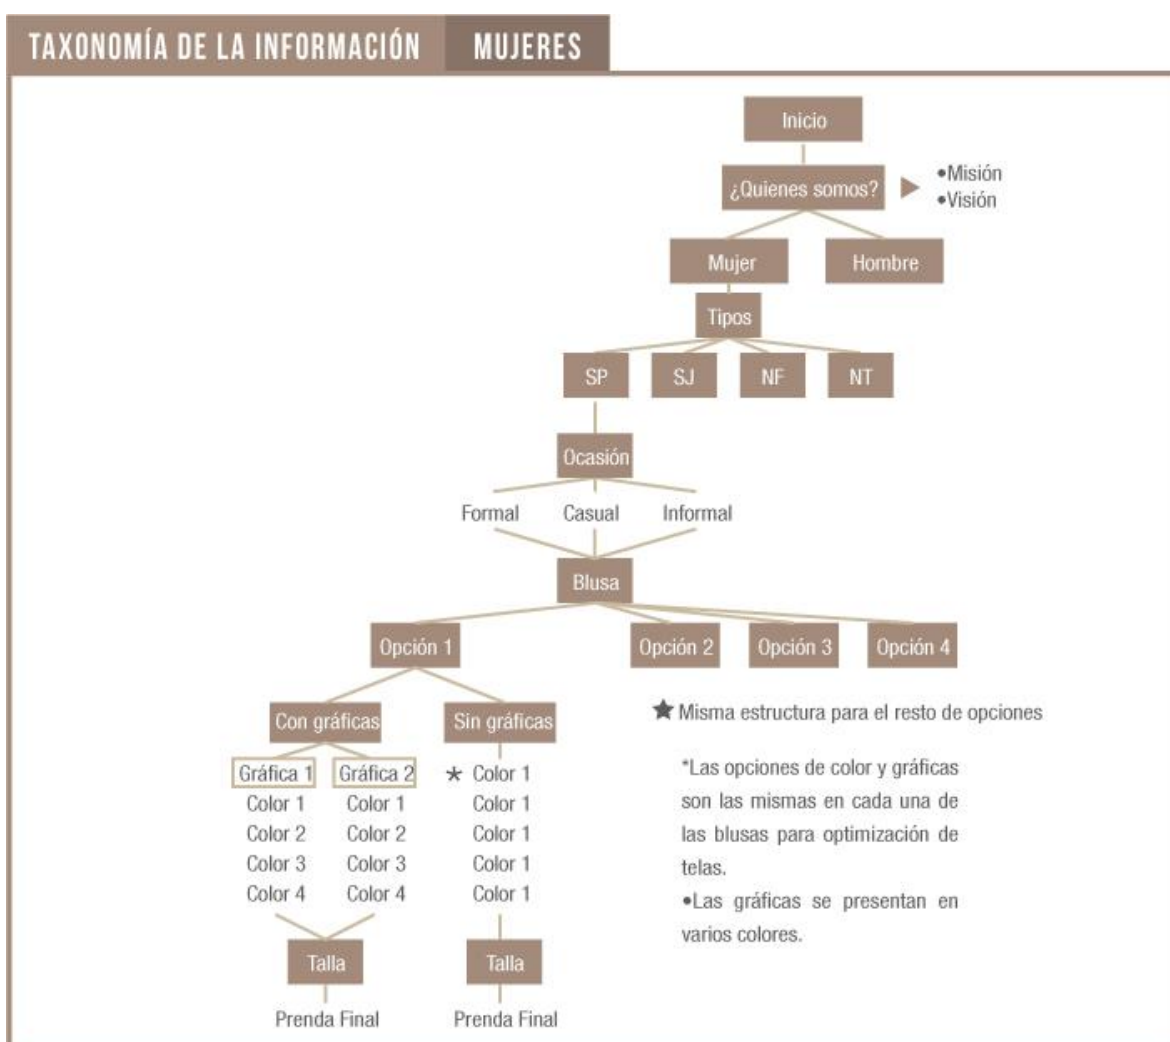 TAXONOMÍA DE LA INFORMACIÓN MUJERES
Inicio
¿Quienes somos?
•Misión
•Visión
Mujer Hombre
Tipos
SP SJ NF NT
Ocasión
Formal Casual Informal
Blusa
Opción 1 Opción 2 Opción 3 Opción 4
Con gráficas Sin gráficas
★ Misma estructura para el resto de opciones
Gráfica 1 Gráfica 2 * Color 1
Color 1 Color 1 Color 1
Color 2 Color 2 Color 1
Color 3 Color 3 Color 1
Color 4 Color 4 Color 1
*Las opciones de color y gráficas
son las mismas en cada una de
las blusas para optimización de
telas.
•Las gráficas se presentan en
varios colores.
Talla Talla
Prenda Final Prenda Final